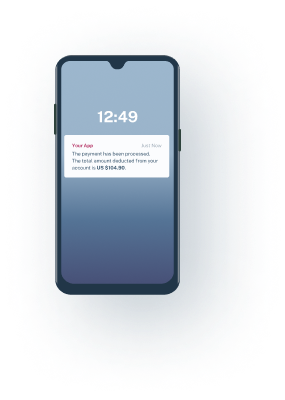 12:49
Your App Just Now
The payment has been processed.
The total amount deducted from your
account is US $104.90.